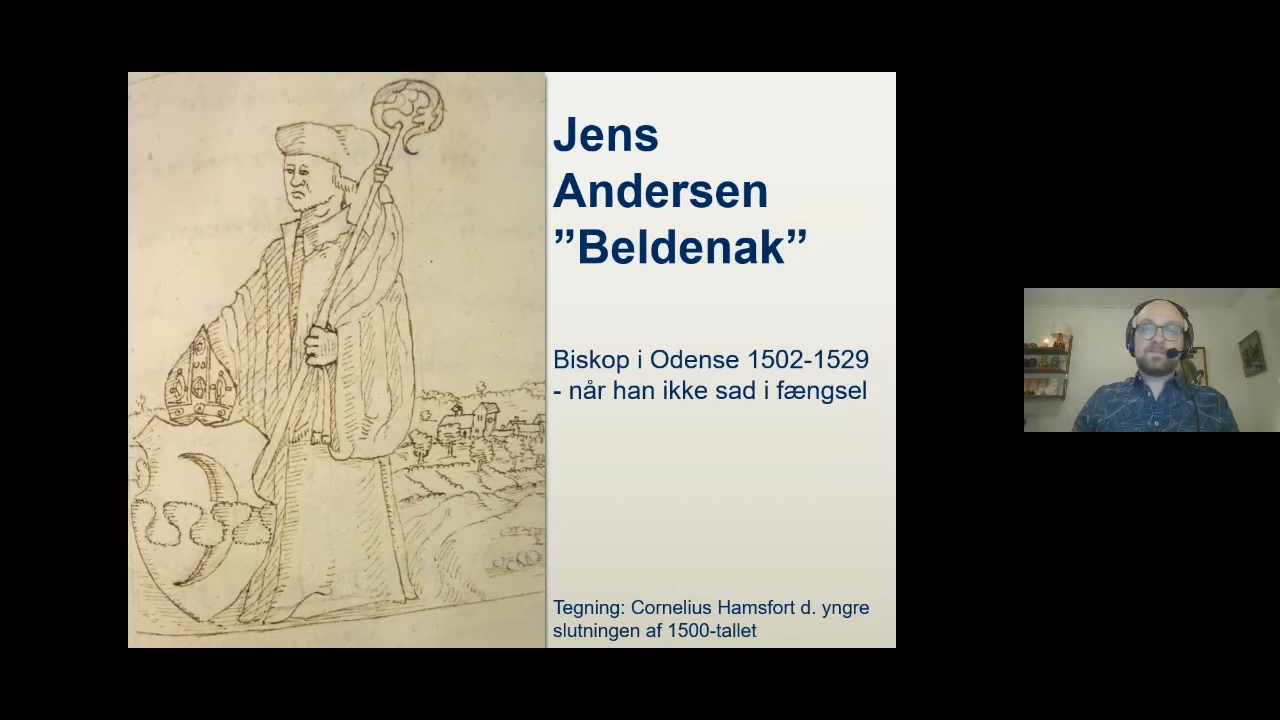 Jens
Andersen
”Beldenak”
Biskop i Odense 1502-1529
- når han ikke sad i fængsel
Tegning: Cornelius Hamsfort d. yngre
slutningen af 1500-tallet